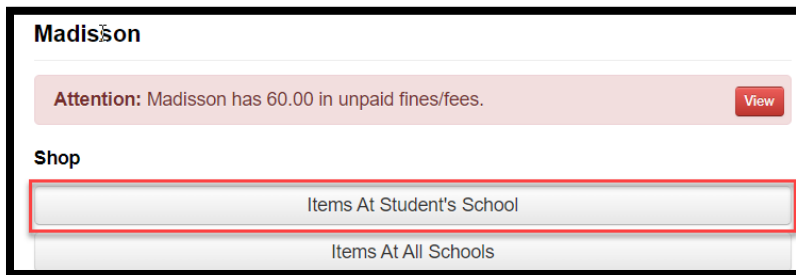 Madisson
Attention: Madisson has 60.00 in unpaid fines/fees.
View
Shop
Items At Student's School
Items At All Schools